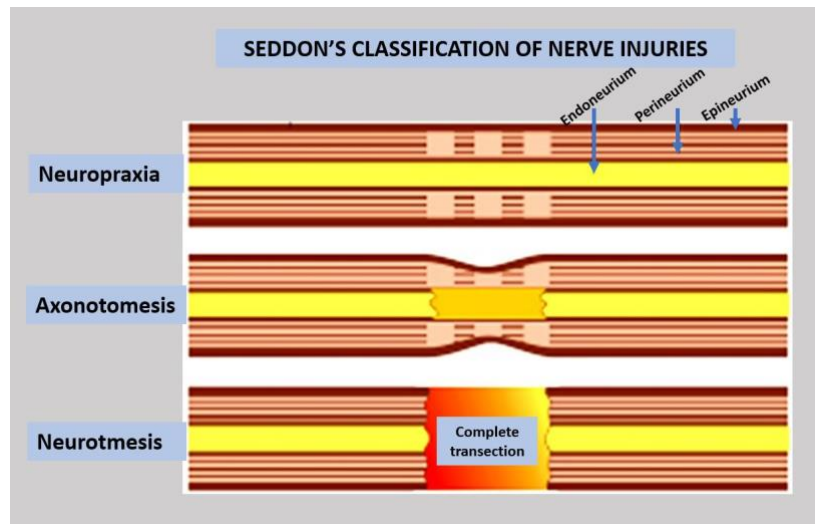 SEDDON’S CLASSIFICATION OF NERVE INJURIES
Endoneurium
Perineurium
Epineurium
Neuropraxia
Axonotomesis
Neurotmesis
Complete
transection